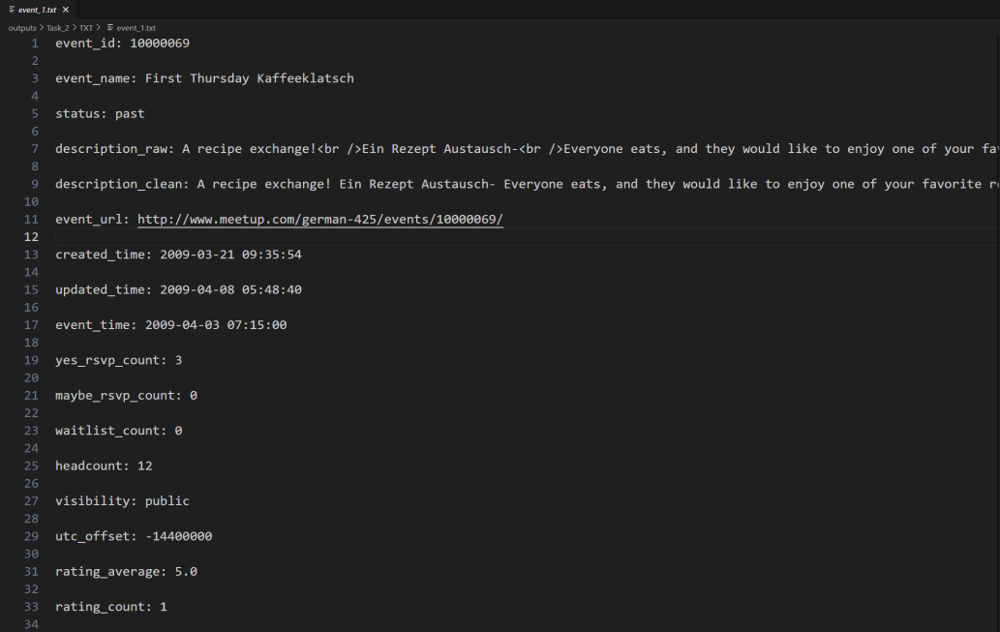 event_1.txt ×
outputs > Task_2 > TXT > event_1.txt
1 event_id: 10000069
2
3 event_name: First Thursday Kaffeeklatsch
4
5 status: past
6
7 description_raw: A recipe exchange!<br />Ein Rezept Austausch-<br />Everyone eats, and they would like to enjoy one of your fa
8
9 description_clean: A recipe exchange! Ein Rezept Austausch- Everyone eats, and they would like to enjoy one of your favorite r
10
11 event_url: http://www.meetup.com/german-425/events/10000069/
12
13 created_time: 2009-03-21 09:35:54
14
15 updated_time: 2009-04-08 05:48:40
16
17 event_time: 2009-04-03 07:15:00
18
19 yes_rsvp_count: 3
20
21 maybe_rsvp_count: 0
22
23 waitlist_count: 0
24
25 headcount: 12
26
27 visibility: public
28
29 utc_offset: -14400000
30
31 rating_average: 5.0
32
33 rating_count: 1
34